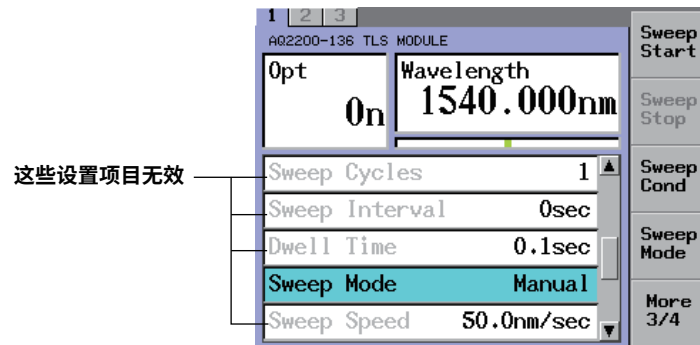 1 2 3
AQ2200-136 TLS MODULE
Opt
On
Wavelength
1540.000nm
这些设置项目无效
Sweep Cycles 1
Sweep Interval 0sec
Dwell Time 0.1sec
Sweep Mode Manual
Sweep Speed 50.0nm/sec
Sweep Start
Sweep Stop
Sweep Cond
Sweep Mode
More 3/4